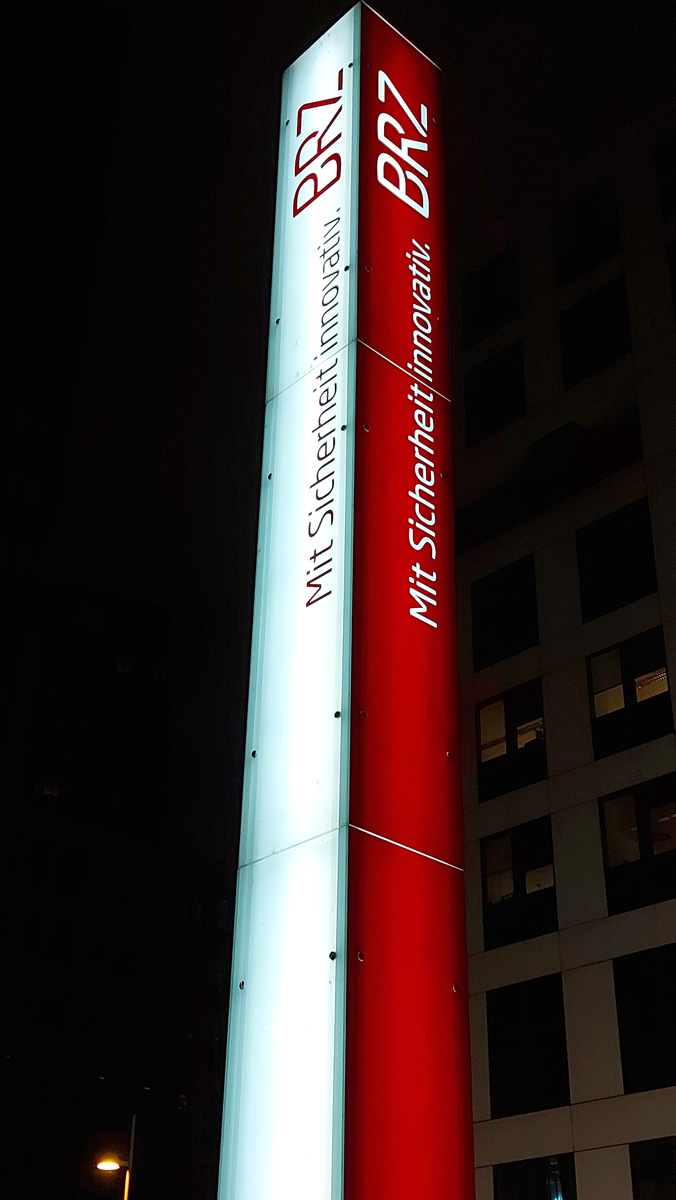 BRZ
Mit Sicherheit innovativ.
BRZ
Mit Sicherheit innovativ.